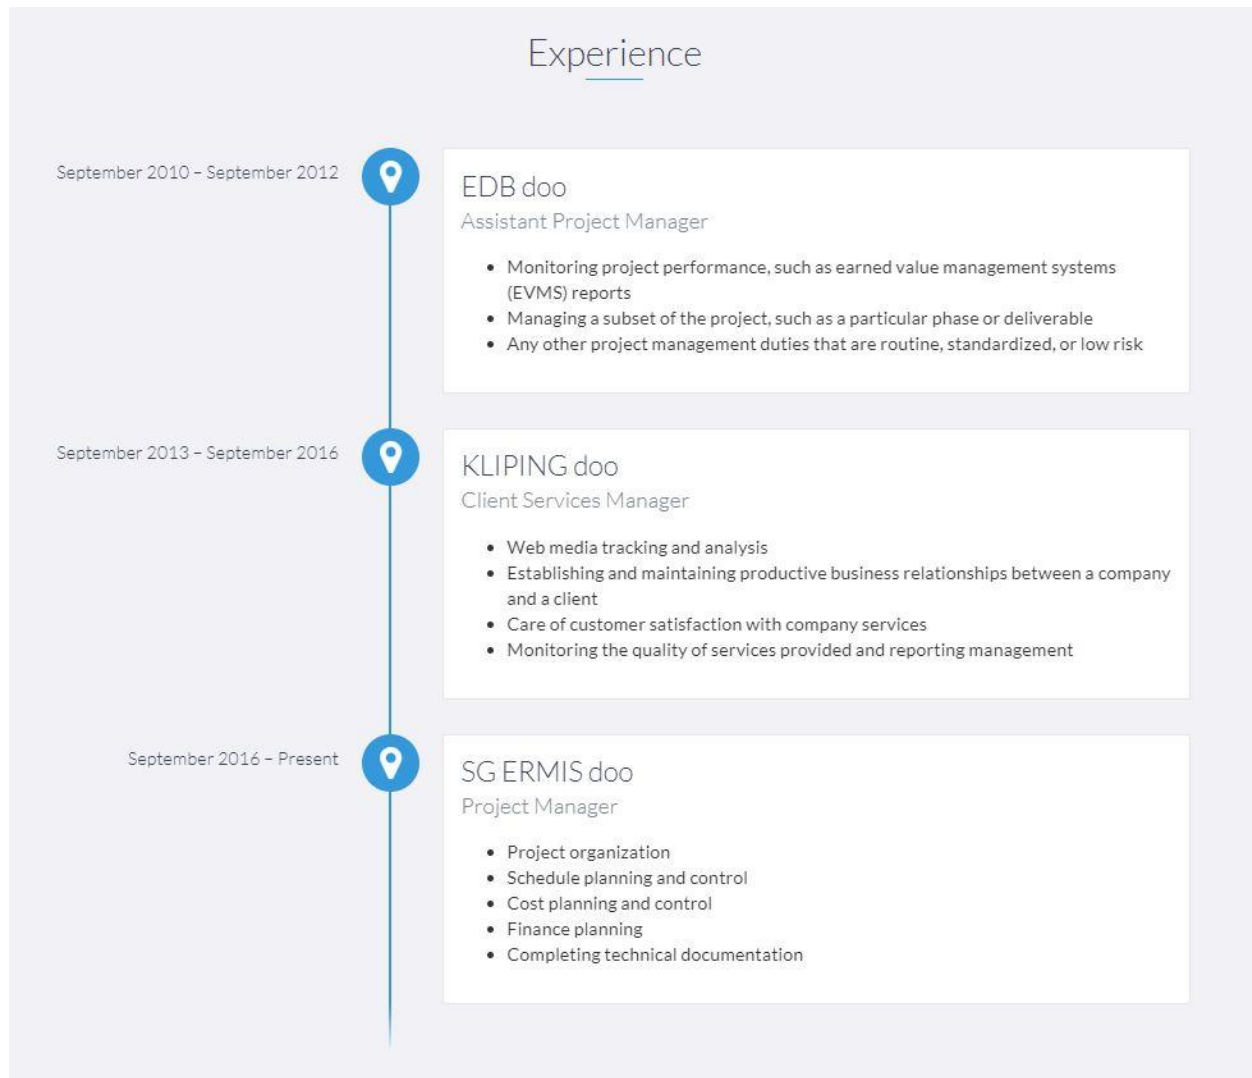 Experience
September 2010 – September 2012
EDB doo
Assistant Project Manager
• Monitoring project performance, such as earned value management systems
(EVMS) reports
• Managing a subset of the project, such as a particular phase or deliverable
• Any other project management duties that are routine, standardized, or low risk
September 2013 – September 2016
KLIPING doo
Client Services Manager
• Web media tracking and analysis
• Establishing and maintaining productive business relationships between a company
and a client
• Care of customer satisfaction with company services
• Monitoring the quality of services provided and reporting management
September 2016 – Present
SG ERMIS doo
Project Manager
• Project organization
• Schedule planning and control
• Cost planning and control
• Finance planning
• Completing technical documentation